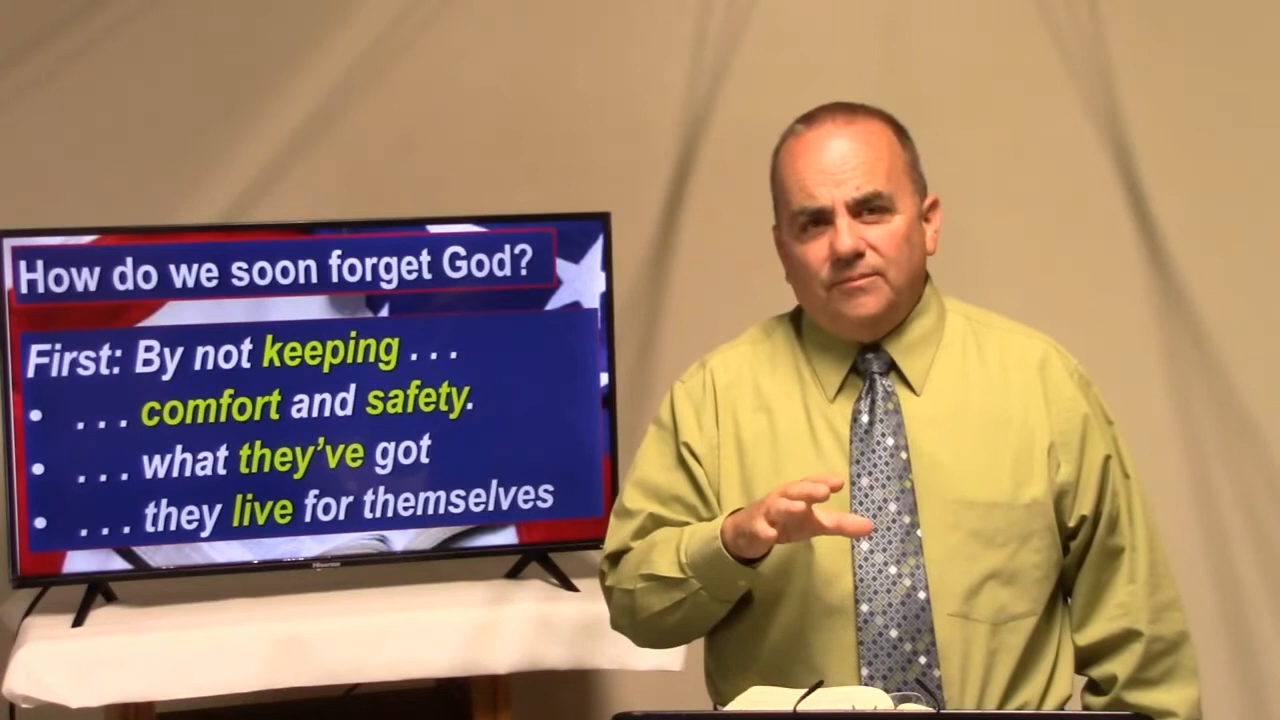 How do we soon forget God?
First: By not keeping . . .
• . . . comfort and safety.
• . . . what they've got
• . . . they live for themselves
Hisense